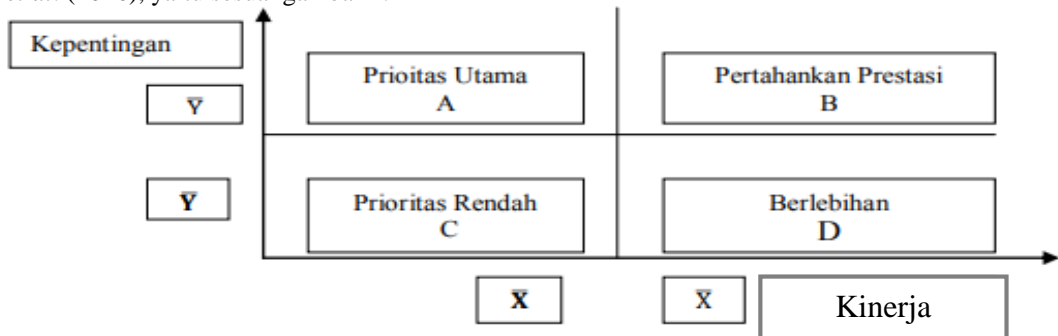 Kepentingan
Prioitas Utama
A
Pertahankan Prestasi
B
Y̅
Y̅
Prioritas Rendah
C
Berlebihan
D
X̅
X̅
Kinerja